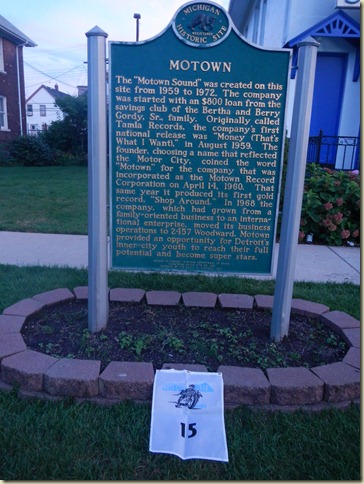 MICHIGAN
HISTORIC SITE
MOTOWN
The "Motown Sound" was created on this
site from 1959 to 1972. The company
was started with an $800 loan from the
savings club of the Bertha and Berry
Gordy, Sr., family. Originally called
Tamla Records, the company's first
national release was "Money (That's
What I Want)," in August 1959. The
founder, choosing a name that reflected
the Motor City, coined the word
"Motown" for the company that was
incorporated as the Motown Record
Corporation on April 14, 1960. That
same year it produced its first gold
record, "Shop Around." In 1968 the
company, which had grown from a
family-oriented business to an interna-
tional enterprise, moved its business
operations to 2457 Woodward. Motown
provided an opportunity for Detroit's
inner-city youth to reach their full
potential and become super stars.
15